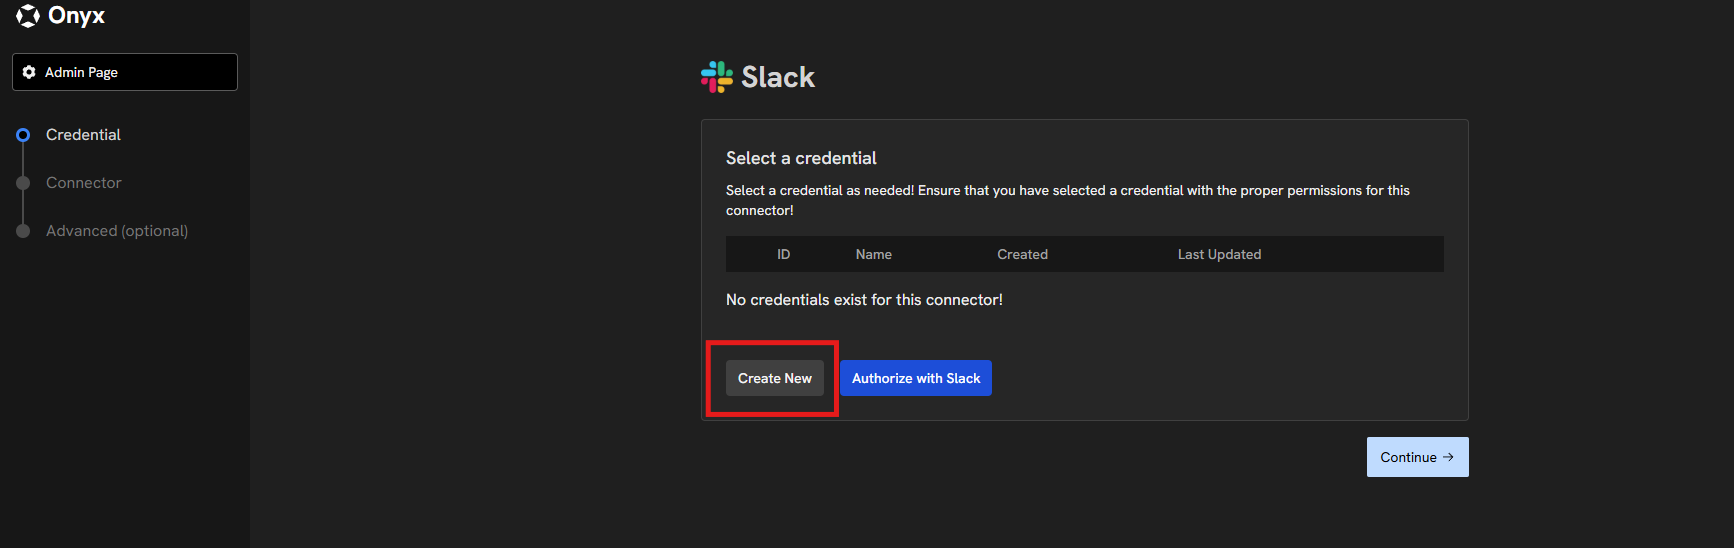 Onyx
Admin Page
Credential
Connector
Advanced (optional)
Slack
Select a credential
Select a credential as needed! Ensure that you have selected a credential with the proper permissions for this
connector!
ID Name Created Last Updated
No credentials exist for this connector!
Create New Authorize with Slack
Continue →